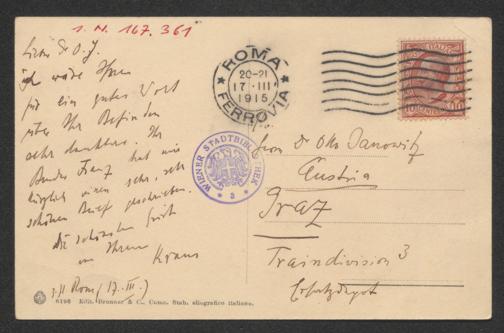 I. N. 167.361
Lieber Dr. O. J.
ich wäre Ihnen
für ein gutes Wort
über Ihr Befinden
sehr dankbar. Ihr
Bruder Franz hat mir
kürzlich einen sehr, sehr
schönen Brief geschrieben.
Die schönsten Grüße
von Ihrem
Kraus
Rom (17. III.)
ROMA
20-21
17·III
1915
FERROVIA
WIENER STADTBIBLIOTHEK
Herrn Dr. Otto Janowitz
Austria
Graz
Traindivision 3
Ersatzdepot
6196 Köln. Brunner & C., Como. Stab. eliografico italiano.